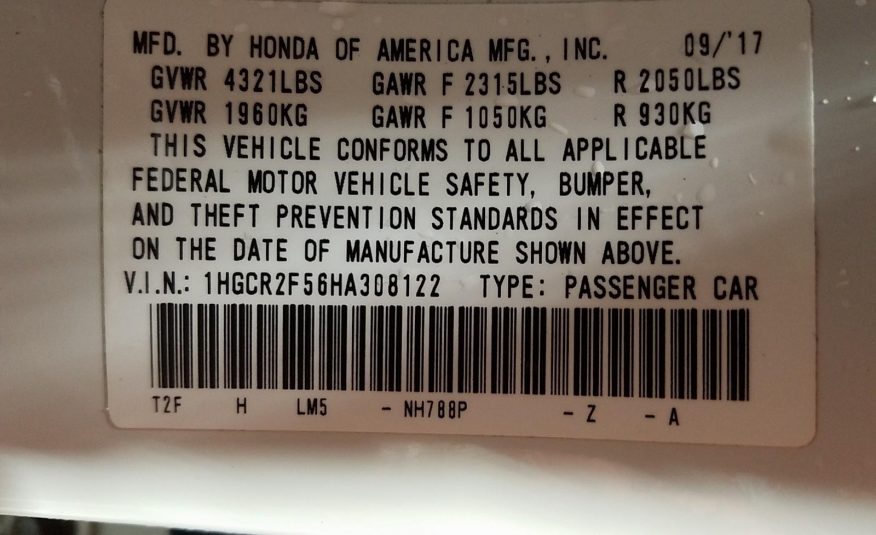 MFD. BY HONDA OF AMERICA MFG., INC. 09/'17
GVWR 4321LBS GAWR F 2315LBS R 2050LBS
GVWR 1960KG GAWR F 1050KG R 930KG
THIS VEHICLE CONFORMS TO ALL APPLICABLE
FEDERAL MOTOR VEHICLE SAFETY, BUMPER,
AND THEFT PREVENTION STANDARDS IN EFFECT
ON THE DATE OF MANUFACTURE SHOWN ABOVE.
V.I.N.: 1HGCR2F56HA308122 TYPE: PASSENGER CAR
T2F H LM5 - NH788P - Z - A